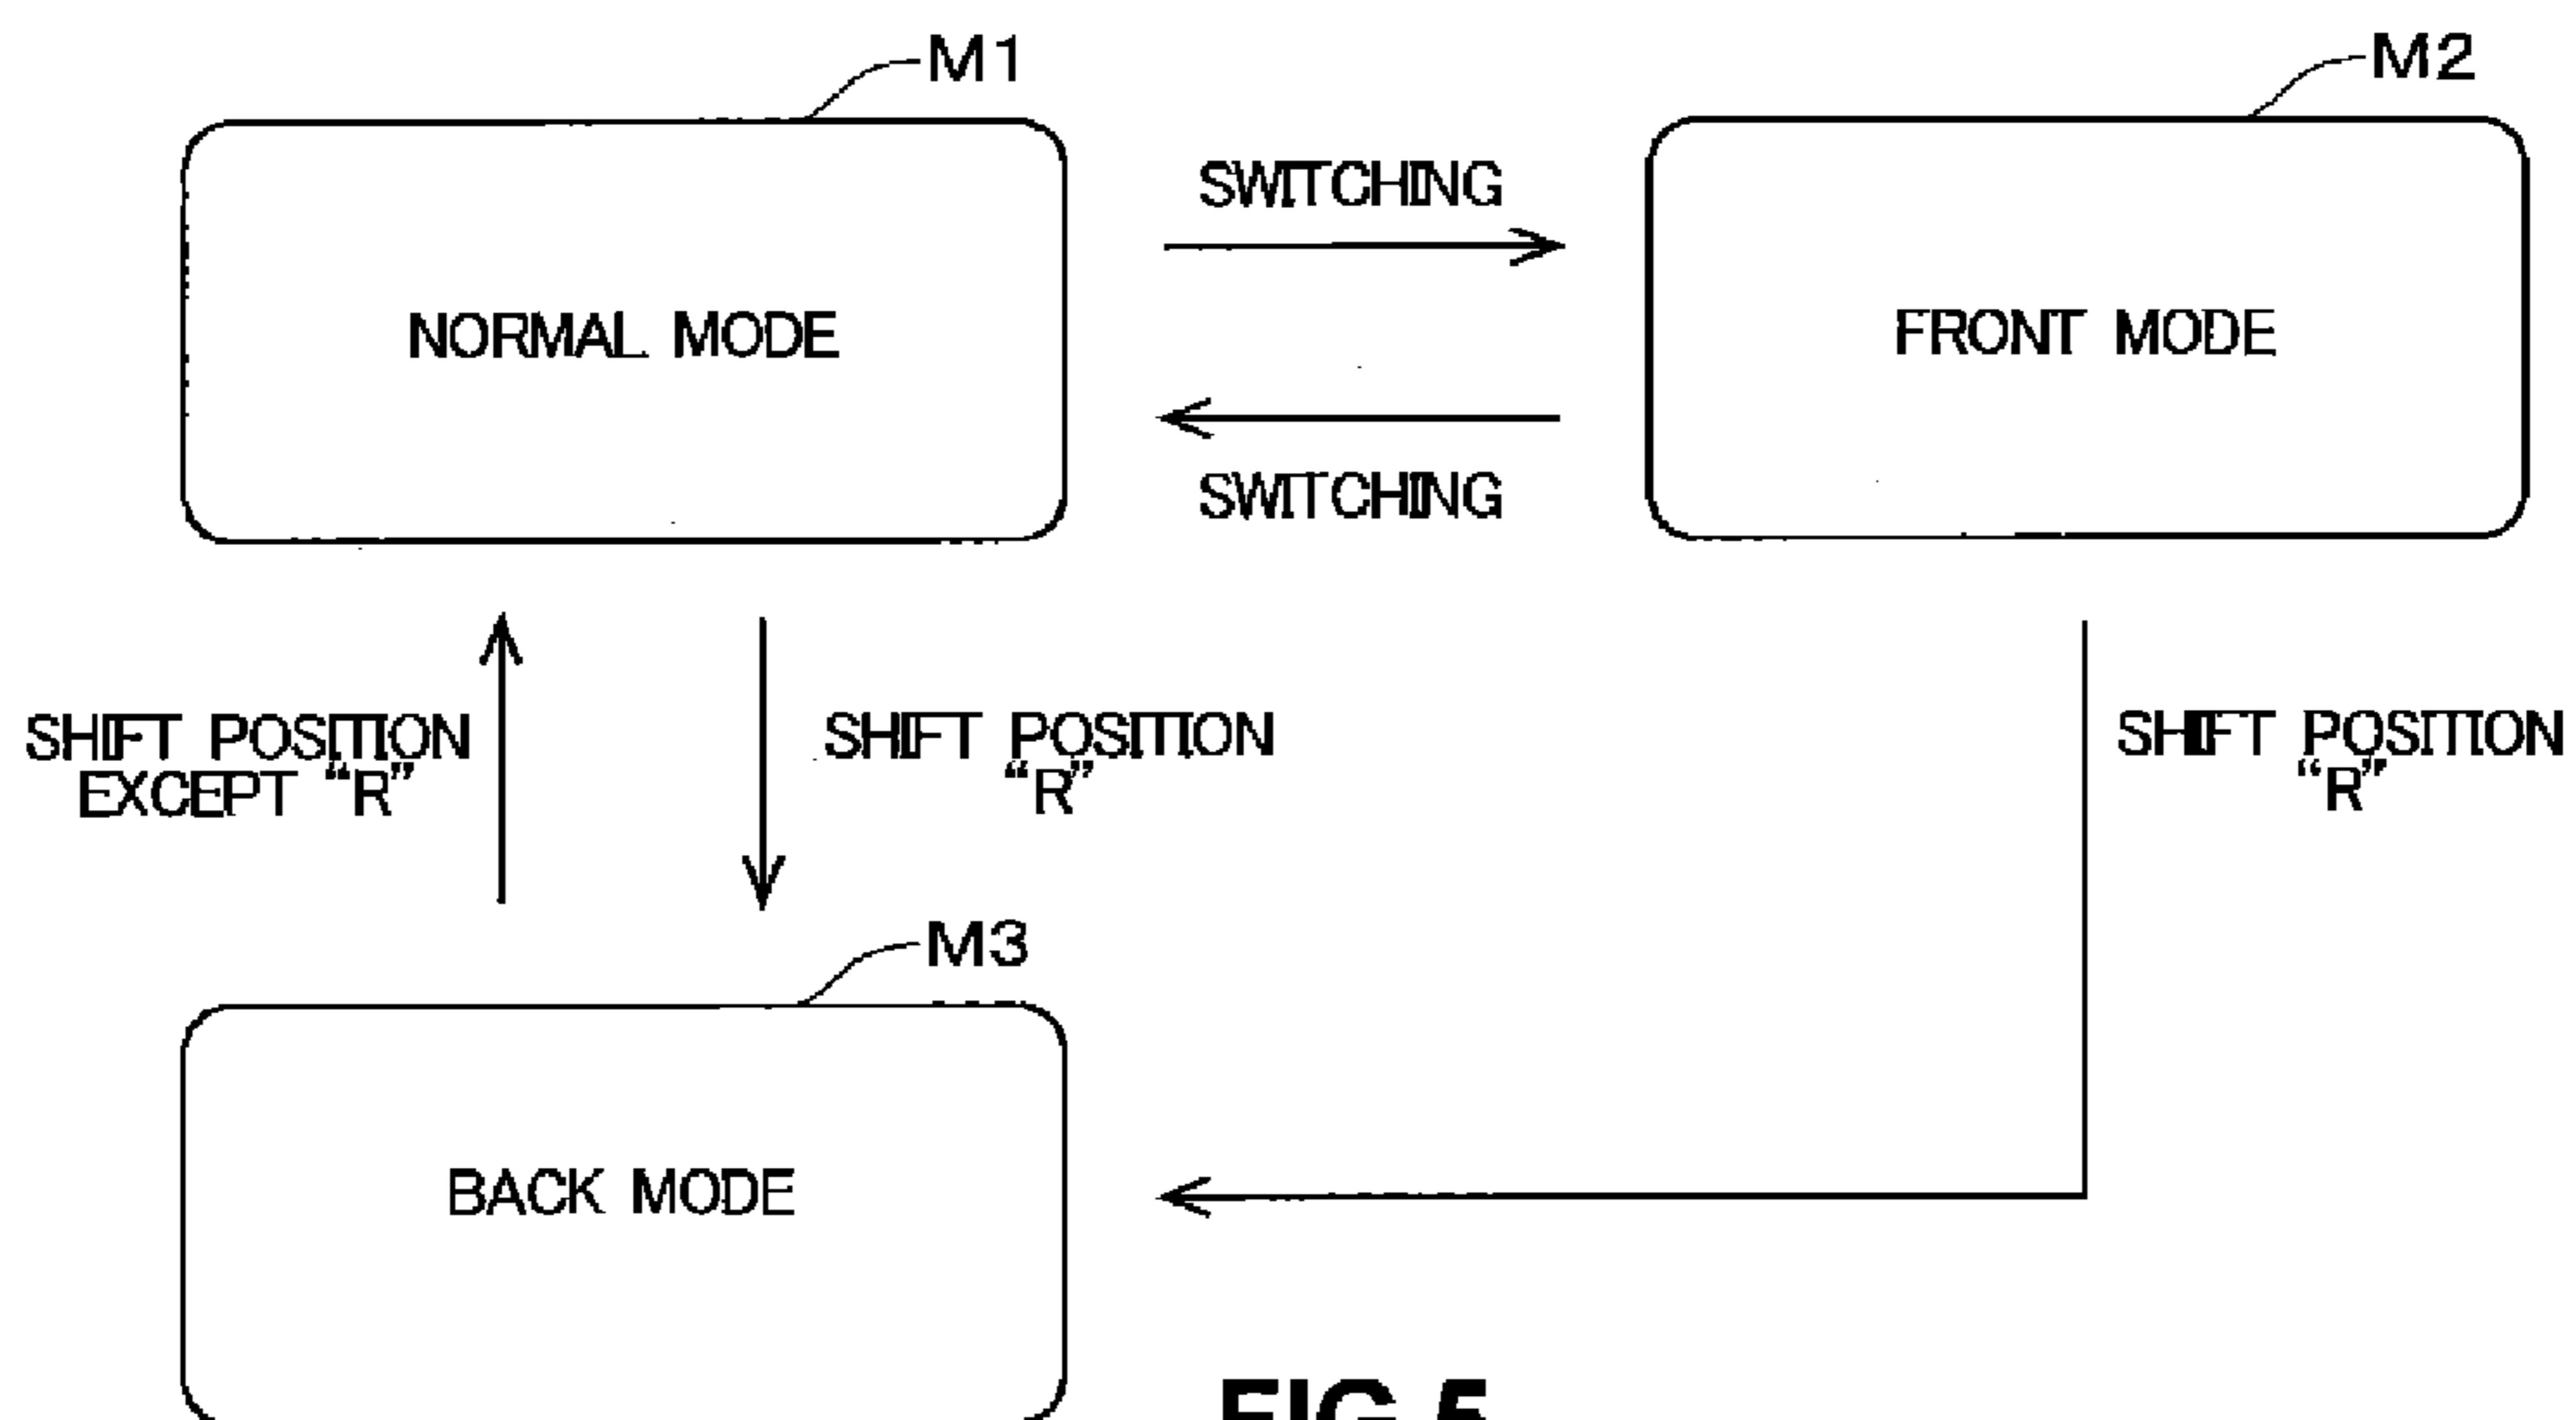 M1
M2
SWITCHING
NORMAL MODE
FRONT MODE
SWITCHING
SHIFT POSITION
EXCEPT “R”
SHIFT POSITION
“R”
SHIFT POSITION
“R”
M3
BACK MODE
FIG.5